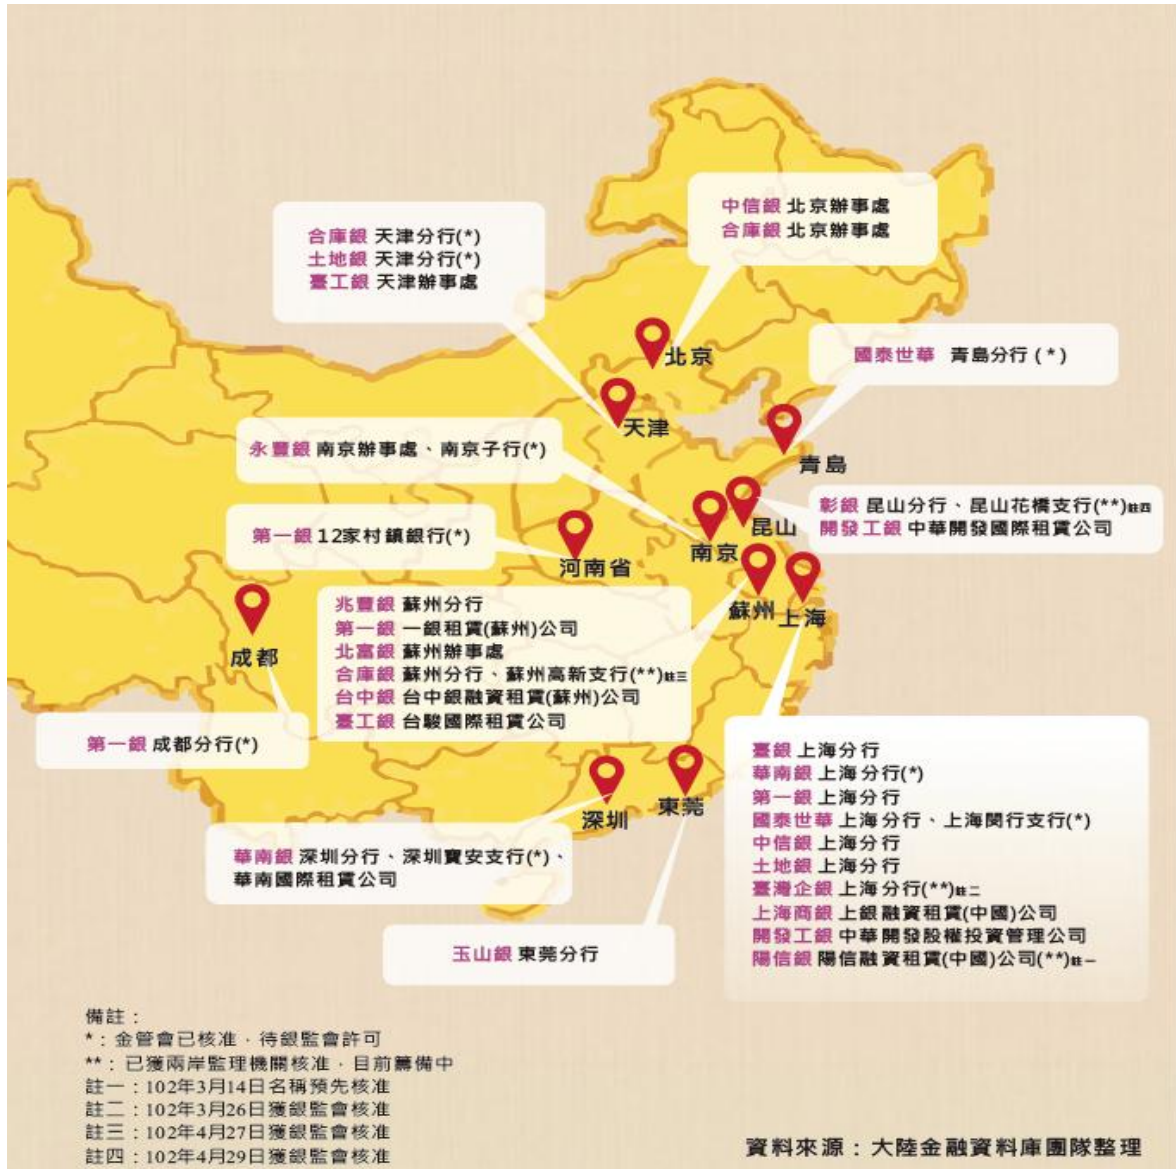 中信銀 北京辦事處
合庫銀 北京辦事處
合庫銀 天津分行(*)
土地銀 天津分行(*)
臺工銀 天津辦事處
北京
國泰世華 青島分行 (*)
天津
永豐銀 南京辦事處、南京子行(*)
青島
彰銀 昆山分行、昆山花橋支行(**)註四
開發工銀 中華開發國際租賃公司
昆山
南京
第一銀 12家村鎮銀行(*)
河南省
兆豐銀 蘇州分行
第一銀 一銀租賃(蘇州)公司
北富銀 蘇州辦事處
合庫銀 蘇州分行、蘇州高新支行(**)註三
台中銀 台中銀融資租賃(蘇州)公司
臺工銀 台駿國際租賃公司
蘇州
上海
成都
第一銀 成都分行(*)
臺銀 上海分行
華南銀 上海分行(*)
第一銀 上海分行
國泰世華 上海分行、上海閔行支行(*)
中信銀 上海分行
土地銀 上海分行
臺灣企銀 上海分行(**)註二
上海商銀 上銀融資租賃(中國)公司
開發工銀 中華開發股權投資管理公司
陽信銀 陽信融資租賃(中國)公司(**)註一
深圳
東莞
華南銀 深圳分行、深圳寶安支行(*)、
華南國際租賃公司
玉山銀 東莞分行
備註：
*：金管會已核准，待銀監會許可
**：已獲兩岸監理機關核准，目前籌備中
註一：102年3月14日名稱預先核准
註二：102年3月26日獲銀監會核准
註三：102年4月27日獲銀監會核准
註四：102年4月29日獲銀監會核准
資料來源：大陸金融資料庫團隊整理